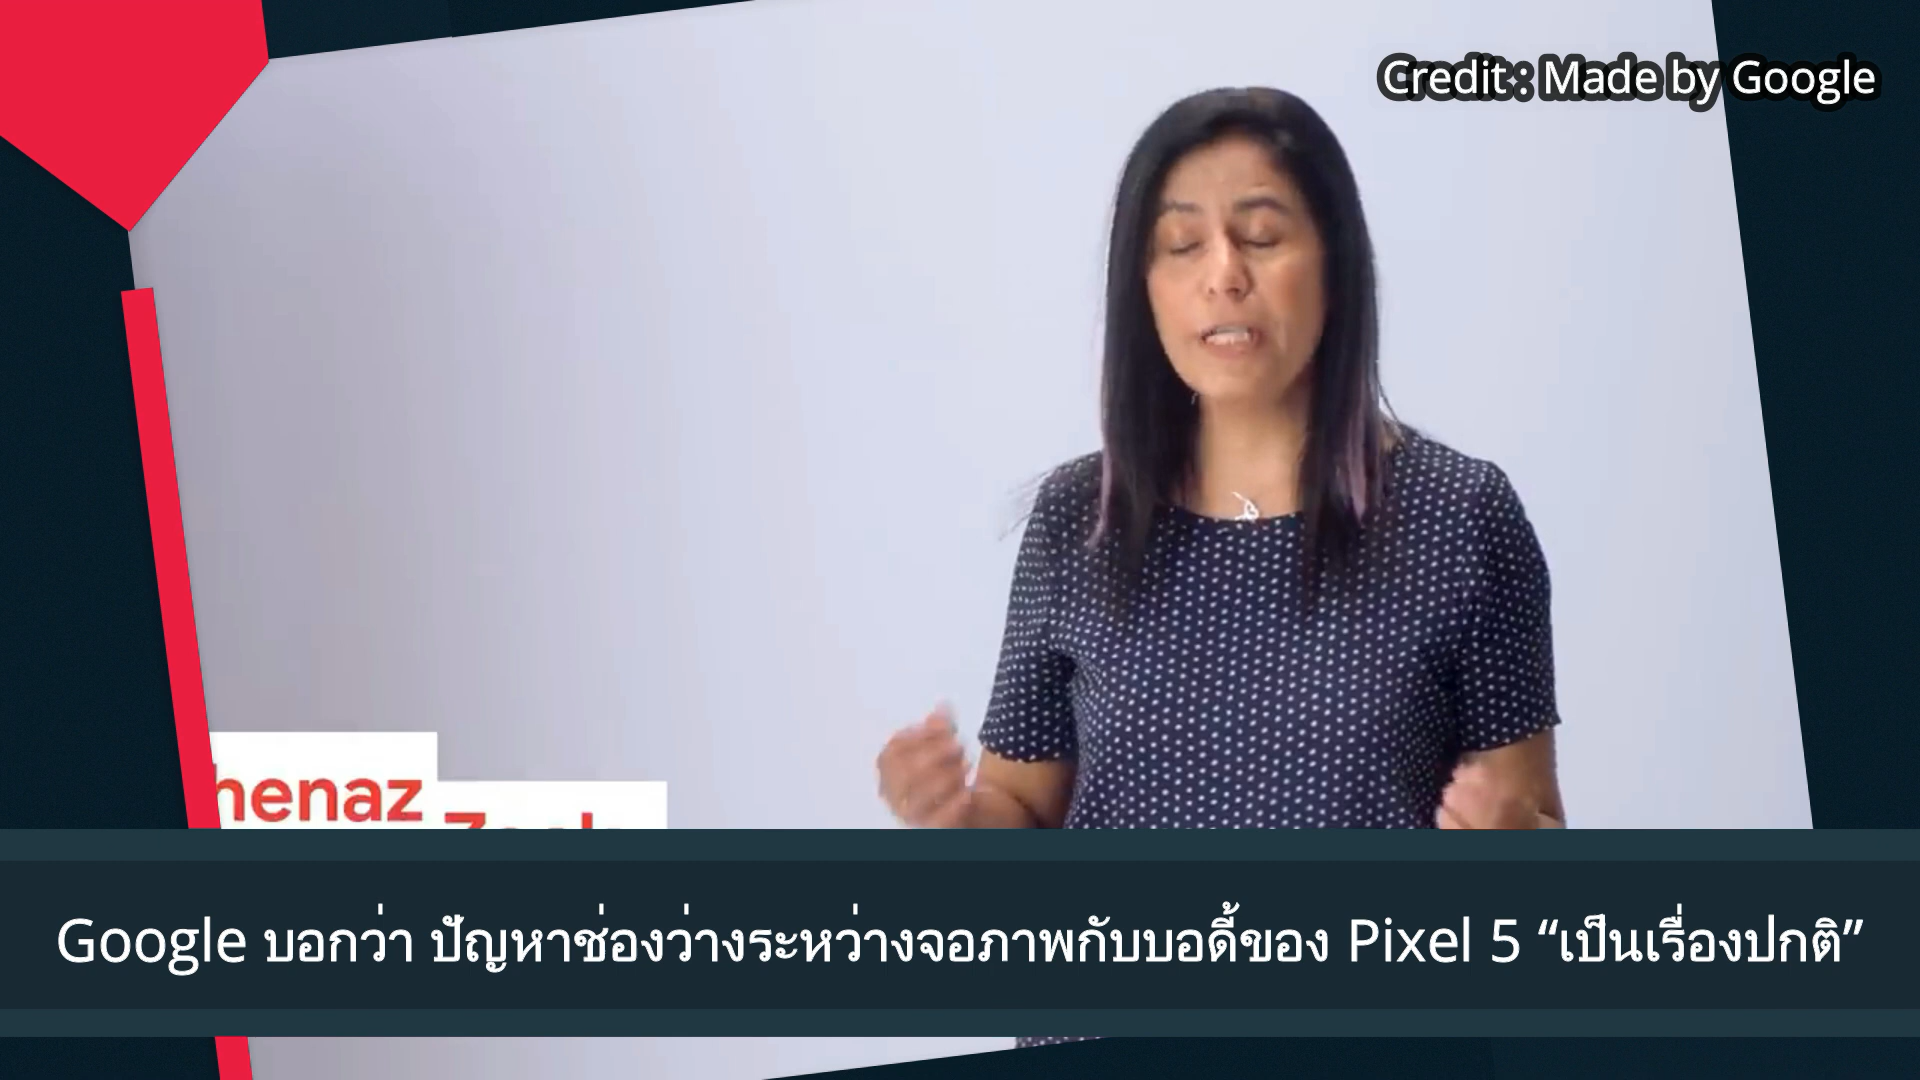 Credit : Made by Google
henaz
Google บอกว่า ปัญหาช่องว่างระหว่างจอภาพกับบอดี้ของ Pixel 5 “เป็นเรื่องปกติ”